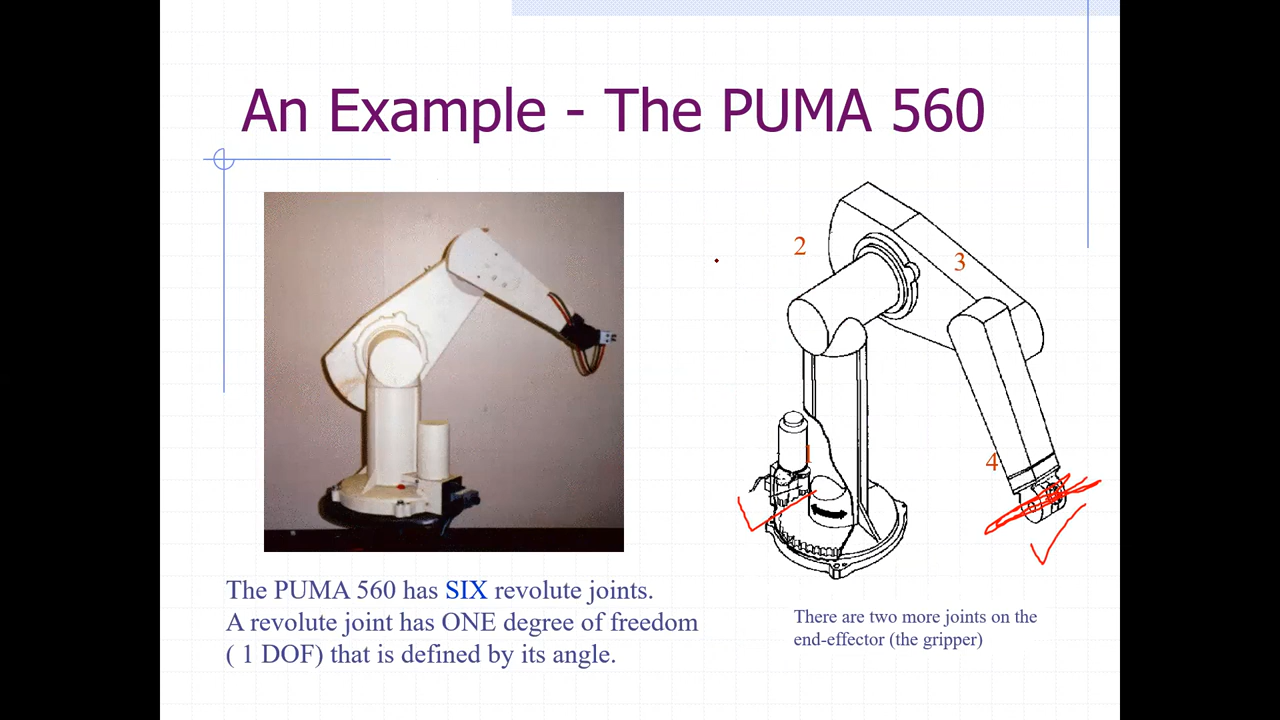 An Example - The PUMA 560
2
3
1
4
The PUMA 560 has SIX revolute joints.
A revolute joint has ONE degree of freedom
( 1 DOF) that is defined by its angle.
There are two more joints on the
end-effector (the gripper)